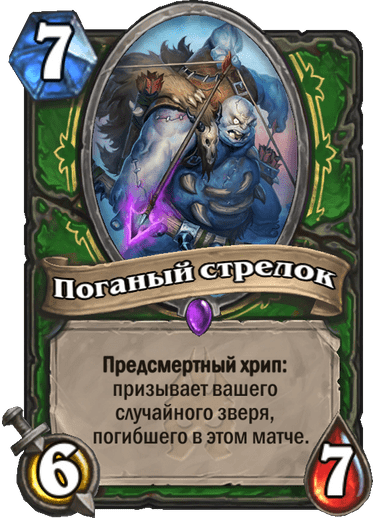 7
Поганый стрелок
Предсмертный хрип:
призывает вашего
случайного зверя,
погибшего в этом матче.
6
7